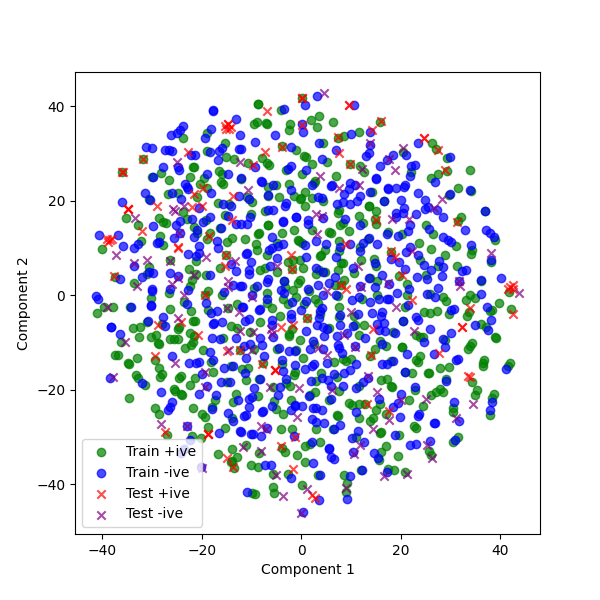 40
20
0
−20
−40
Component 2
Train +ive
Train -ive
Test +ive
Test -ive
−40
−20
0
20
40
Component 1